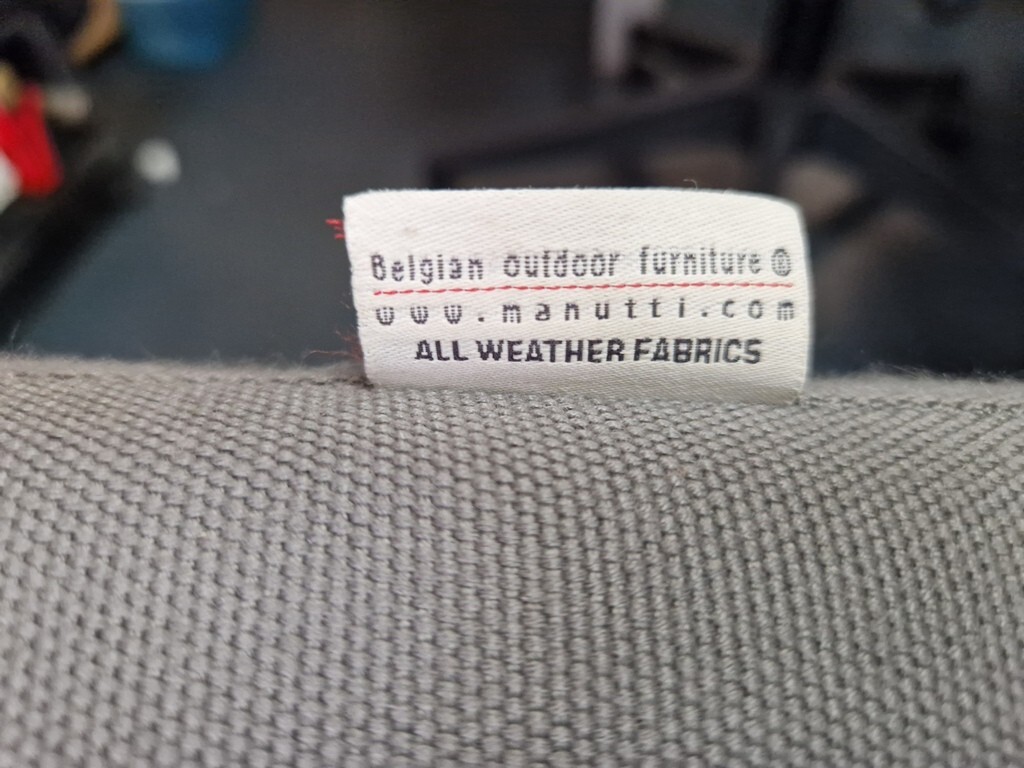 Belgian outdoor furniture ®
www.manutti.com
ALL WEATHER FABRICS